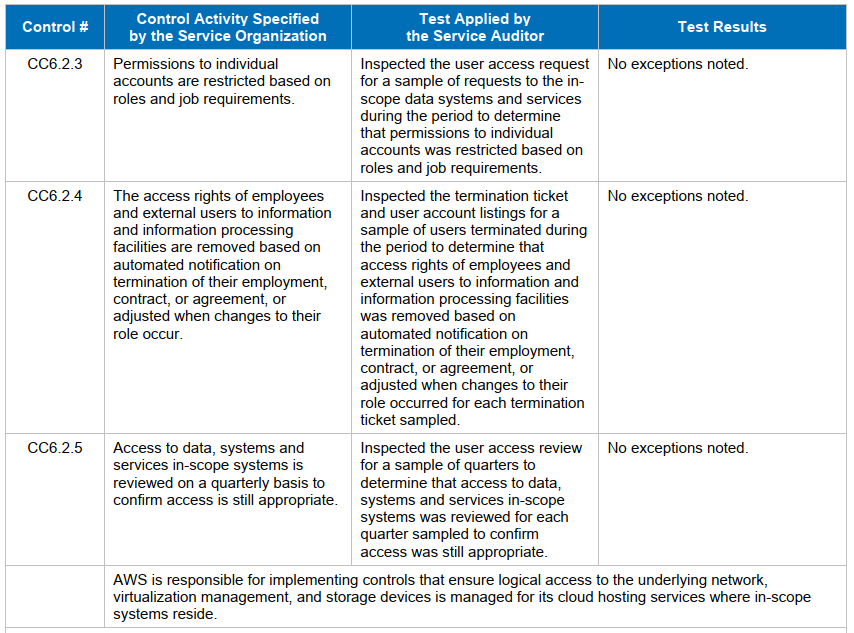 Control #
Control Activity Specified
by the Service Organization
Test Applied by
the Service Auditor
Test Results
CC6.2.3
Permissions to individual
accounts are restricted based on
roles and job requirements.
Inspected the user access request
for a sample of requests to the in-
scope data systems and services
during the period to determine
that permissions to individual
accounts was restricted based on
roles and job requirements.
No exceptions noted.
CC6.2.4
The access rights of employees
and external users to information
and information processing
facilities are removed based on
automated notification on
termination of their employment,
contract, or agreement, or
adjusted when changes to their
role occur.
Inspected the termination ticket
and user account listings for a
sample of users terminated during
the period to determine that
access rights of employees and
external users to information and
information processing facilities
was removed based on
automated notification on
termination of their employment,
contract, or agreement, or
adjusted when changes to their
role occurred for each termination
ticket sampled.
No exceptions noted.
CC6.2.5
Access to data, systems and
services in-scope systems is
reviewed on a quarterly basis to
confirm access is still appropriate.
Inspected the user access review
for a sample of quarters to
determine that access to data,
systems and services in-scope
systems was reviewed for each
quarter sampled to confirm
access was still appropriate.
No exceptions noted.
AWS is responsible for implementing controls that ensure logical access to the underlying network,
virtualization management, and storage devices is managed for its cloud hosting services where in-scope
systems reside.